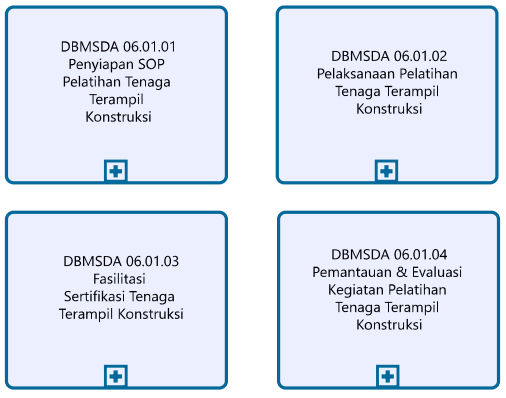 DBMSDA 06.01.01
Penyiapan SOP
Pelatihan Tenaga
Terampil
Konstruksi
DBMSDA 06.01.02
Pelaksanaan Pelatihan
Tenaga Terampil
Konstruksi
DBMSDA 06.01.03
Fasilitasi
Sertifikasi Tenaga
Terampil Konstruksi
DBMSDA 06.01.04
Pemantauan & Evaluasi
Kegiatan Pelatihan
Tenaga Terampil
Konstruksi